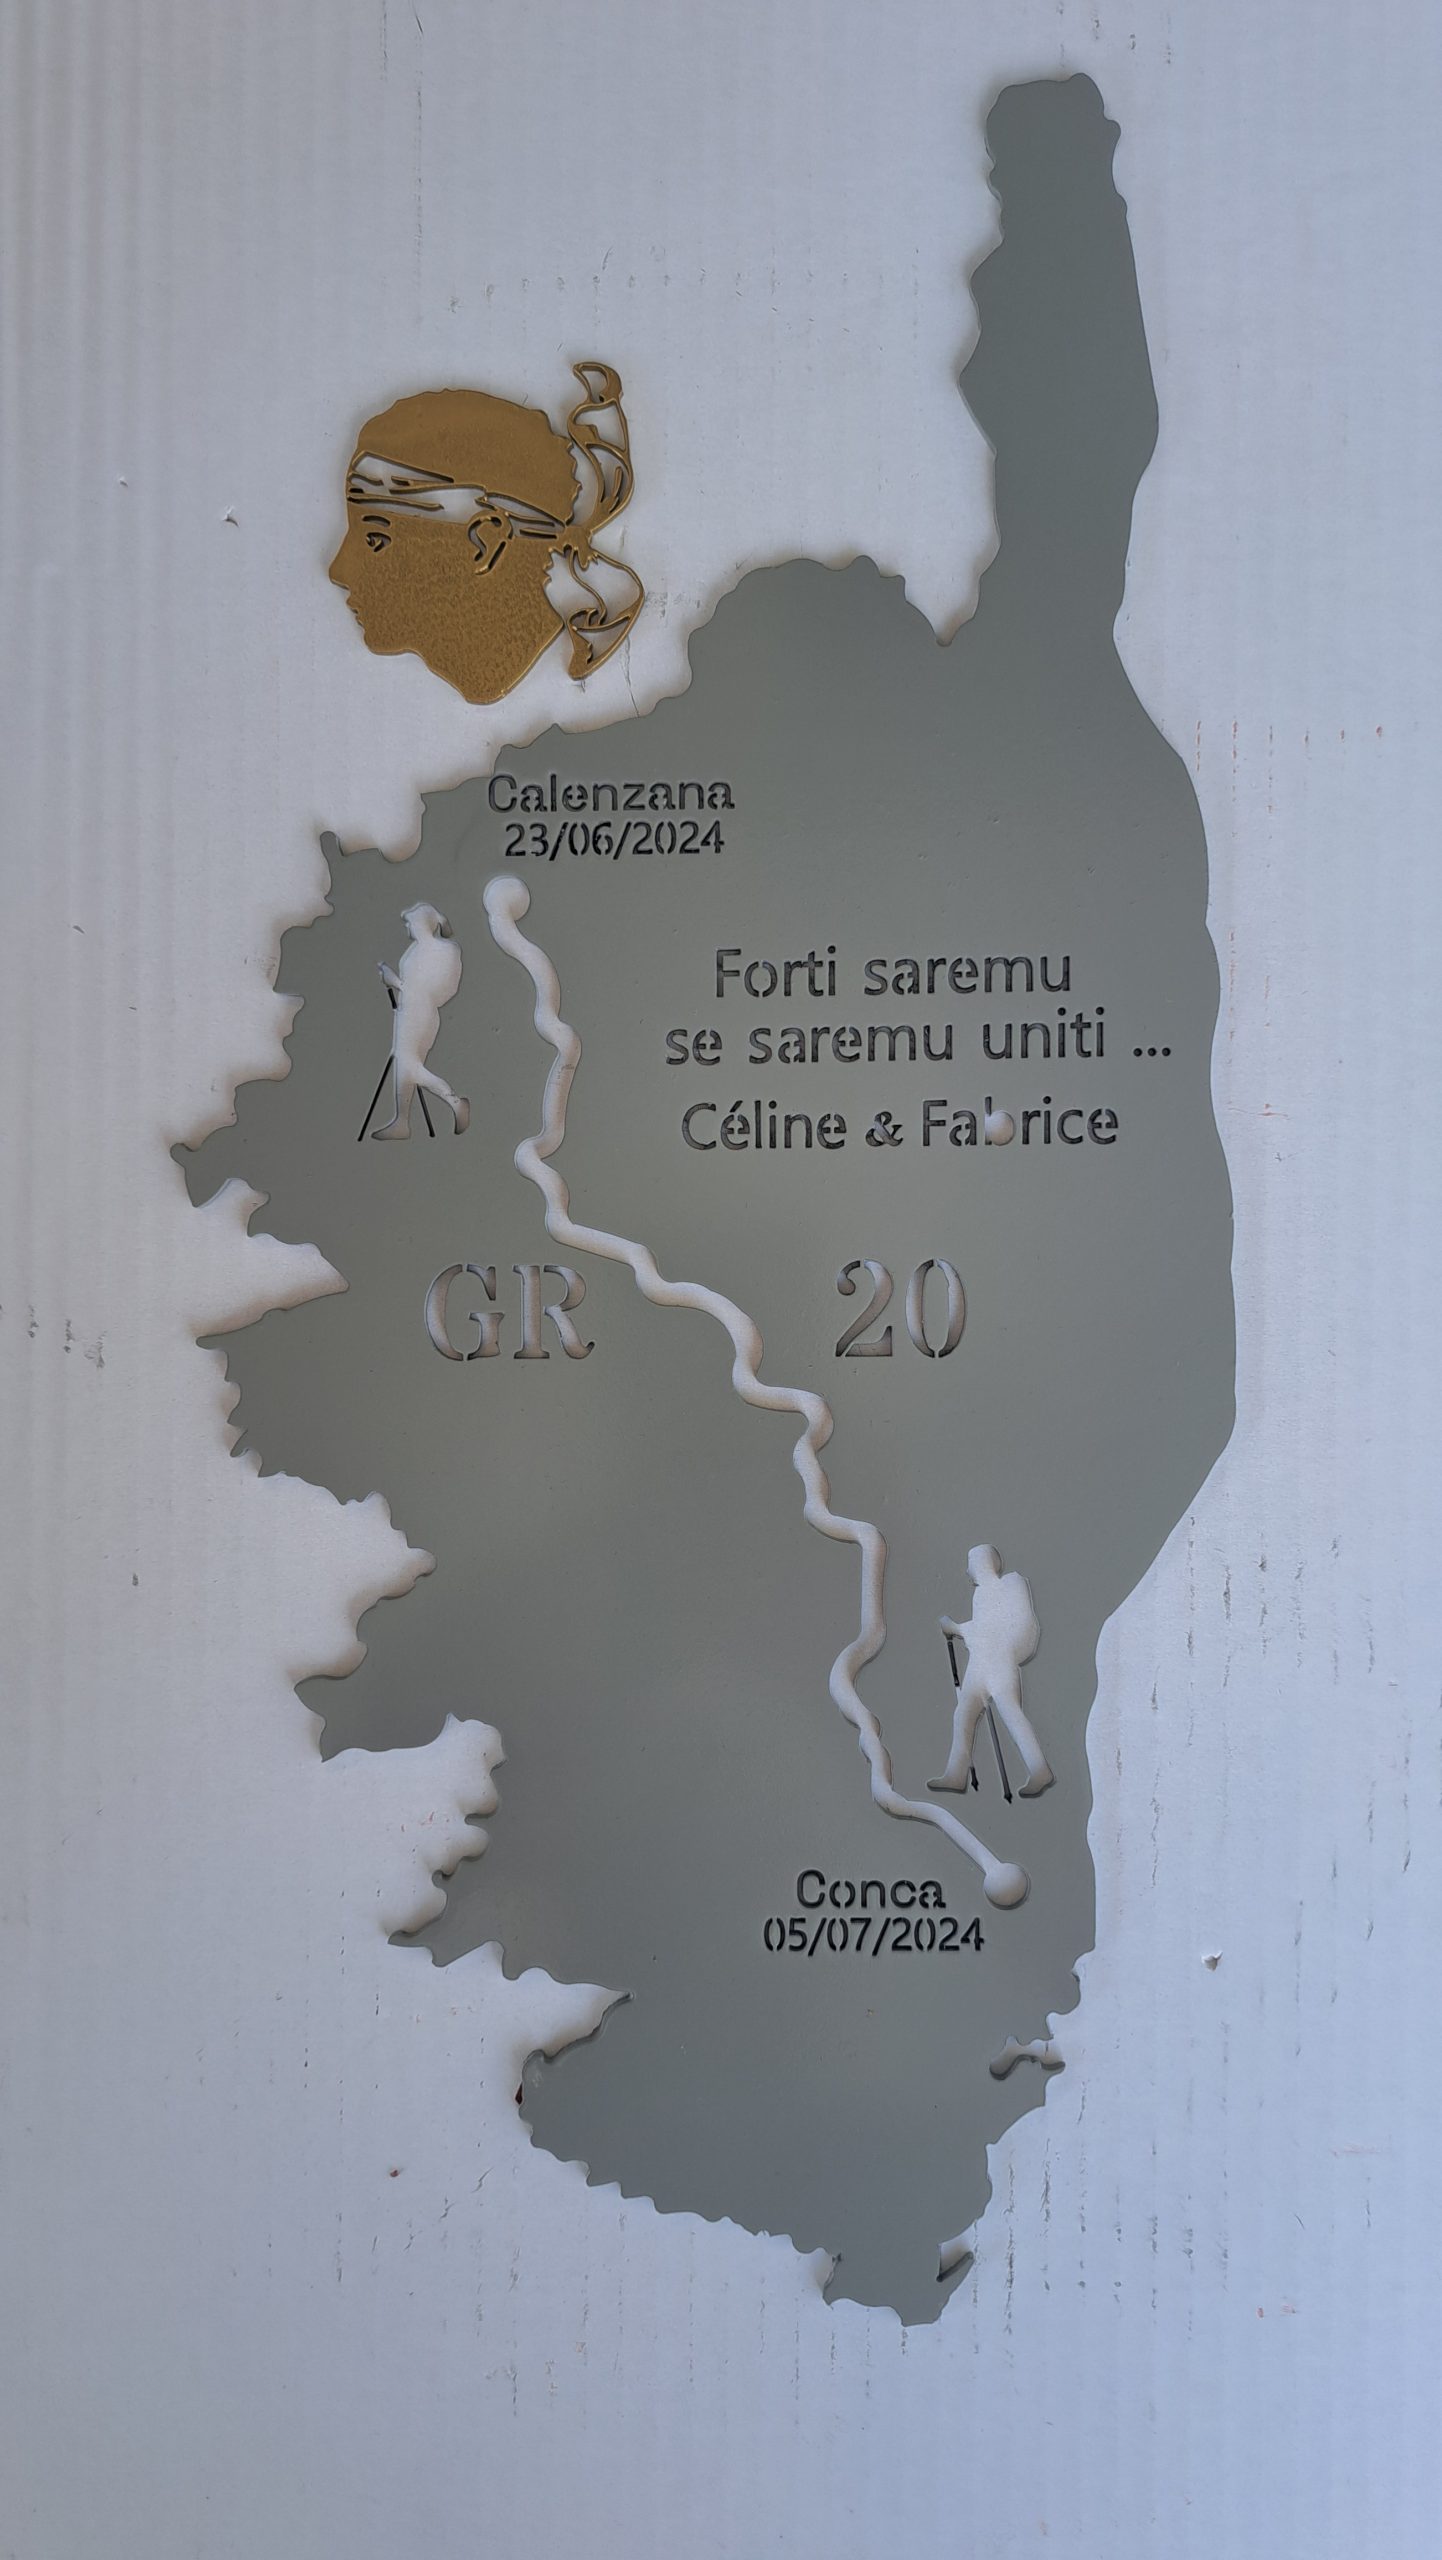 Calenzana
23/06/2024
Forti saremu
se saremu uniti ...
Céline & Fabrice
GR 20
Conca
05/07/2024